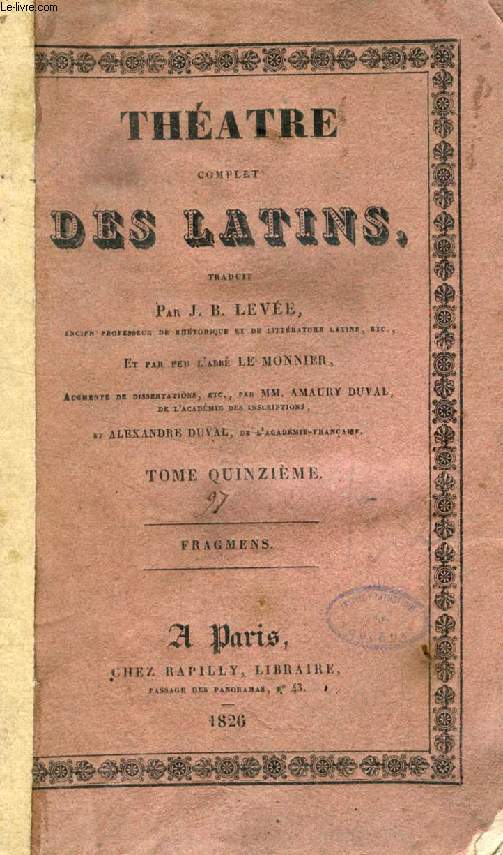 Le-livre.com
THÉATRE
COMPLET
DES LATINS,
TRADUIT
PAR J. B. LEVÉE,
ANCIEN PROFESSEUR DE RHÉTORIQUE ET DE LITTÉRATURE LATINE, ETC.,
ET PAR FEU L'ABBÉ LE MONNIER,
AUGMENTÉ DE DISSERTATIONS, ETC., PAR MM. AMAURY DUVAL,
DE L'ACADÉMIE DES INSCRIPTIONS,
ET ALEXANDRE DUVAL, DE L'ACADÉMIE-FRANÇAISE.
TOME QUINZIÈME.
97
FRAGMENS.
A Paris,
CHEZ RAPILLY, LIBRAIRE,
PASSAGE DES PANORAMAS, N° 43.
1826